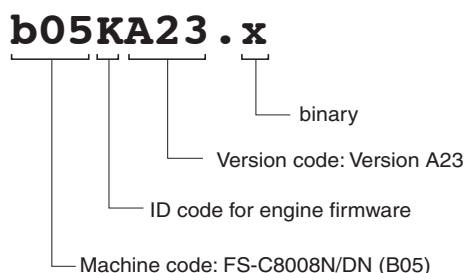 b05KA23.x
binary
Version code: Version A23
ID code for engine firmware
Machine code: FS-C8008N/DN (B05)